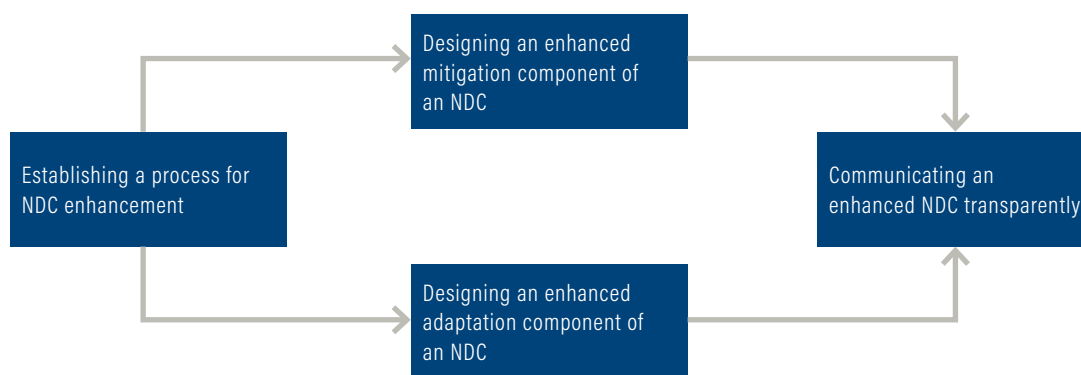 Designing an enhanced
mitigation component of
an NDC
Establishing a process for
NDC enhancement
Communicating an
enhanced NDC transparently
Designing an enhanced
adaptation component of
an NDC